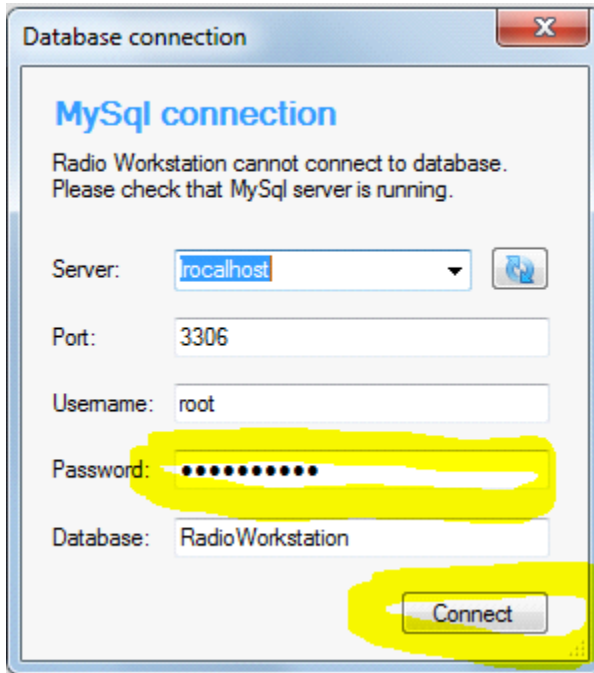 Database connection
MySql connection
Radio Workstation cannot connect to database.
Please check that MySql server is running.
Server: lrocalhost
Port: 3306
Username: root
Password: ●●●●●●●●●●
Database: RadioWorkstation
Connect